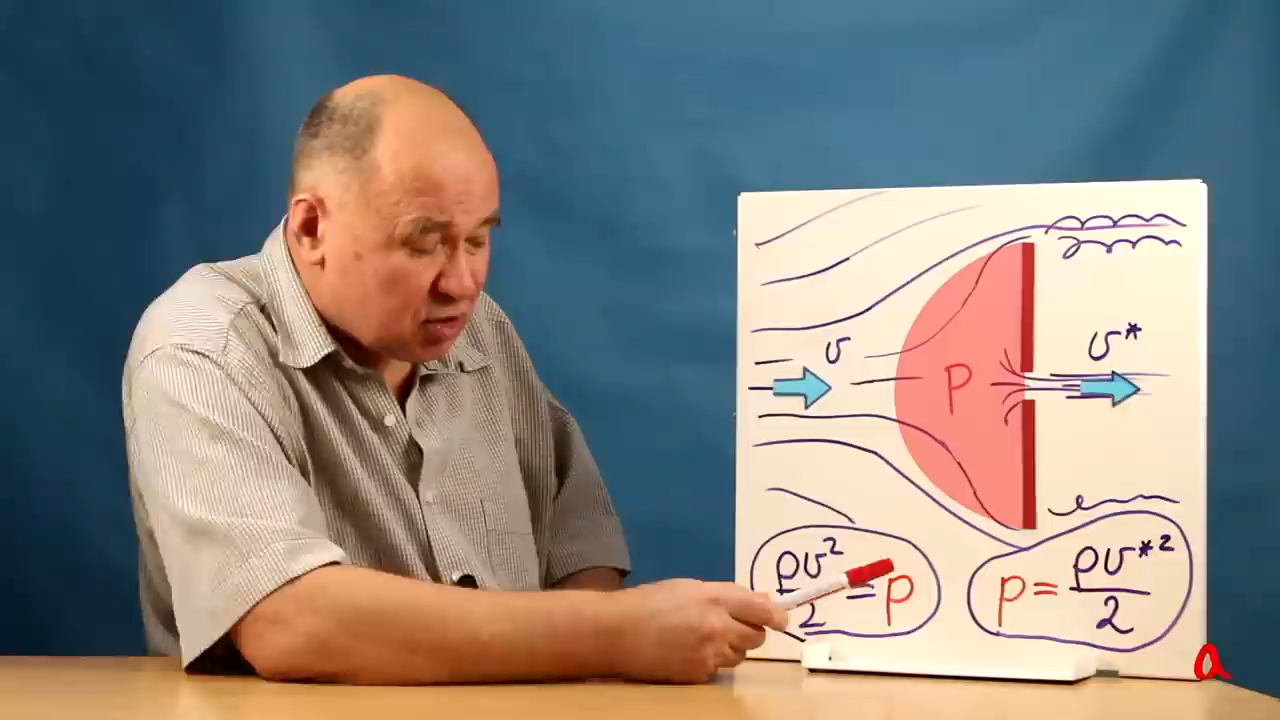 υ
p
υ*
ρυ²/2 = p
p = ρυ*²/2
a